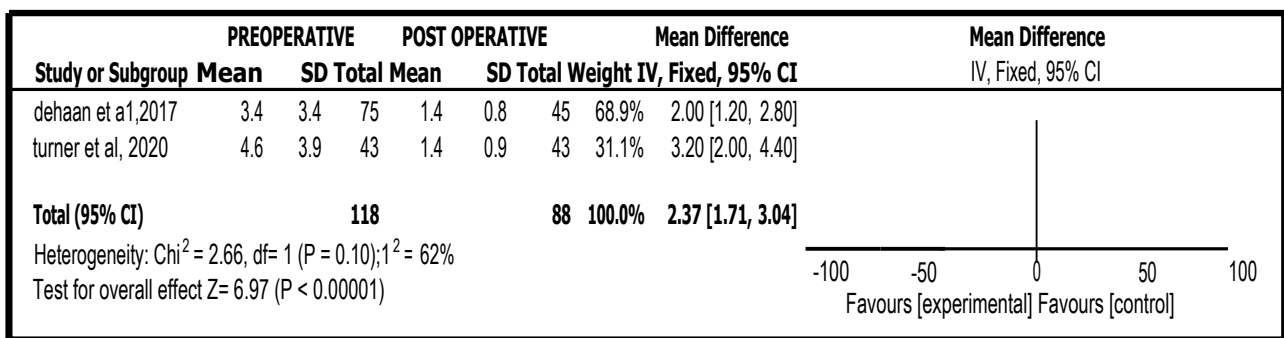 PREOPERATIVE POST OPERATIVE Mean Difference Mean Difference
Study or Subgroup Mean SD Total Mean SD Total Weight IV, Fixed, 95% CI IV, Fixed, 95% CI
dehaan et a1,2017 3.4 3.4 75 1.4 0.8 45 68.9% 2.00 [1.20, 2.80]
turner et al, 2020 4.6 3.9 43 1.4 0.9 43 31.1% 3.20 [2.00, 4.40]
Total (95% CI) 118 88 100.0% 2.37 [1.71, 3.04]
Heterogeneity: Chi² = 2.66, df= 1 (P = 0.10);1² = 62%
Test for overall effect Z= 6.97 (P < 0.00001)
-100 -50 0 50 100
Favours [experimental] Favours [control]